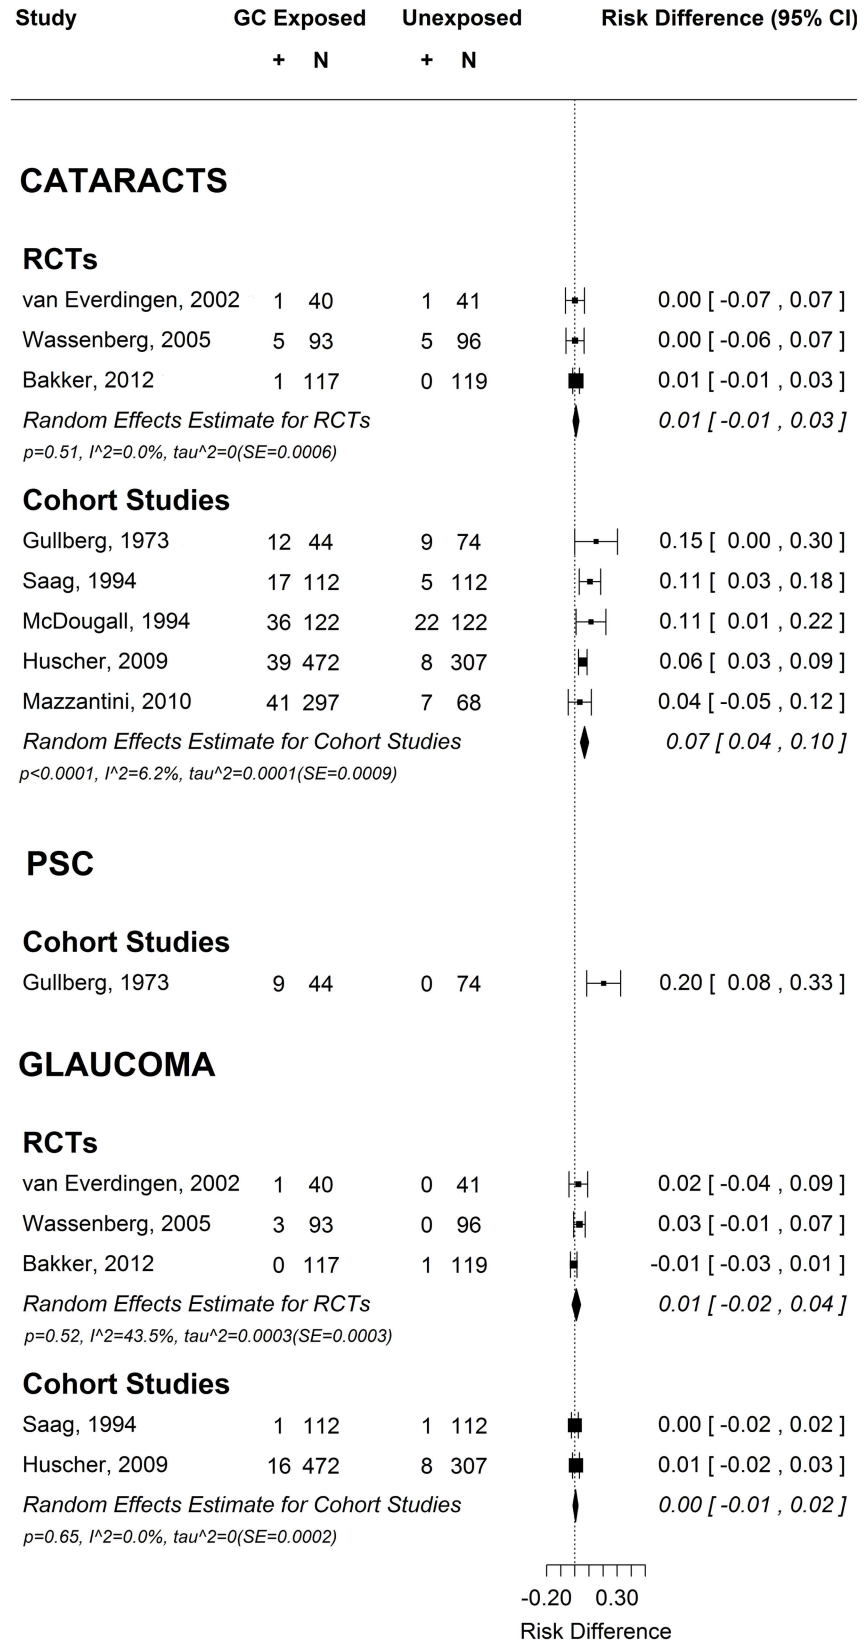 Study GC Exposed Unexposed Risk Difference (95% CI)
+ N + N
CATARACTS
RCTs
van Everdingen, 2002 1 40 1 41 0.00 [ -0.07 , 0.07 ]
Wassenberg, 2005 5 93 5 96 0.00 [ -0.06 , 0.07 ]
Bakker, 2012 1 117 0 119 0.01 [ -0.01 , 0.03 ]
Random Effects Estimate for RCTs 0.01 [ -0.01 , 0.03 ]
p=0.51, I^2=0.0%, tau^2=0(SE=0.0006)
Cohort Studies
Gullberg, 1973 12 44 9 74 0.15 [ 0.00 , 0.30 ]
Saag, 1994 17 112 5 112 0.11 [ 0.03 , 0.18 ]
McDougall, 1994 36 122 22 122 0.11 [ 0.01 , 0.22 ]
Huscher, 2009 39 472 8 307 0.06 [ 0.03 , 0.09 ]
Mazzantini, 2010 41 297 7 68 0.04 [ -0.05 , 0.12 ]
Random Effects Estimate for Cohort Studies 0.07 [ 0.04 , 0.10 ]
p<0.0001, I^2=6.2%, tau^2=0.0001(SE=0.0009)
PSC
Cohort Studies
Gullberg, 1973 9 44 0 74 0.20 [ 0.08 , 0.33 ]
GLAUCOMA
RCTs
van Everdingen, 2002 1 40 0 41 0.02 [ -0.04 , 0.09 ]
Wassenberg, 2005 3 93 0 96 0.03 [ -0.01 , 0.07 ]
Bakker, 2012 0 117 1 119 -0.01 [ -0.03 , 0.01 ]
Random Effects Estimate for RCTs 0.01 [ -0.02 , 0.04 ]
p=0.52, I^2=43.5%, tau^2=0.0003(SE=0.0003)
Cohort Studies
Saag, 1994 1 112 1 112 0.00 [ -0.02 , 0.02 ]
Huscher, 2009 16 472 8 307 0.01 [ -0.02 , 0.03 ]
Random Effects Estimate for Cohort Studies 0.00 [ -0.01 , 0.02 ]
p=0.65, I^2=0.0%, tau^2=0(SE=0.0002)
-0.20 0.30
Risk Difference